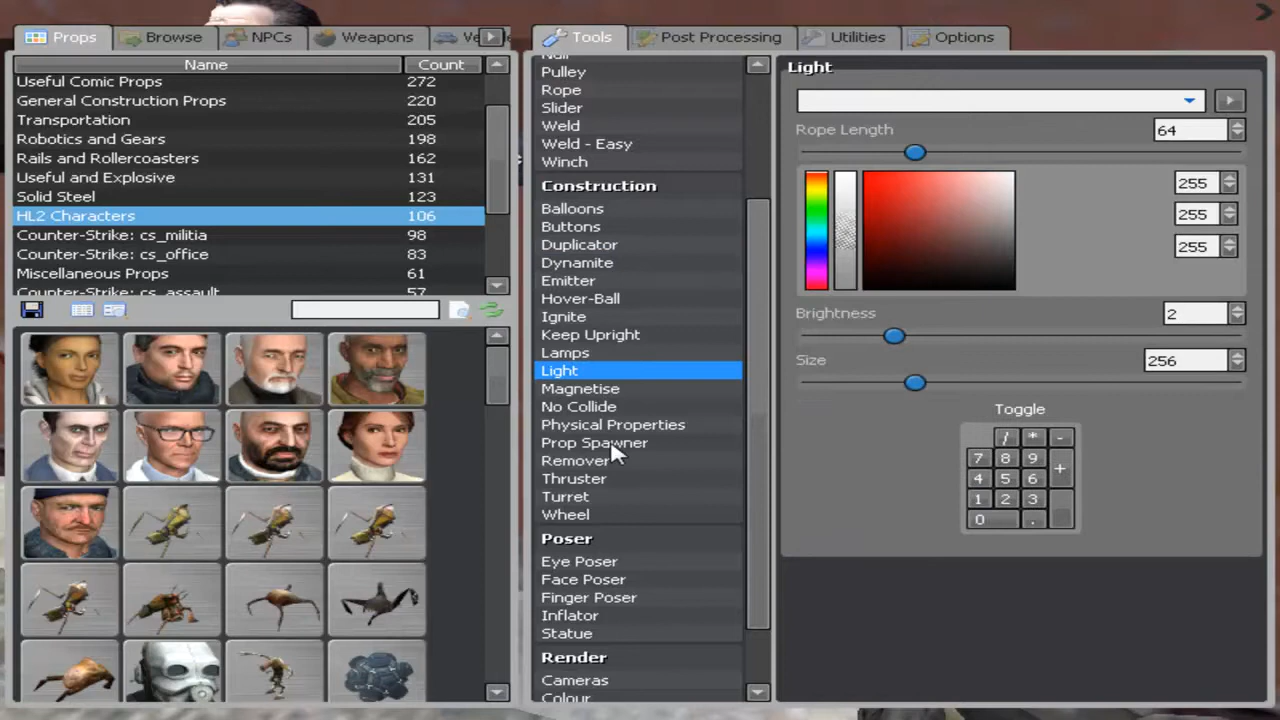 Props
Browse
NPCs
Weapons
Tools
Post Processing
Utilities
Options
Name
Count
Useful Comic Props
272
General Construction Props
220
Transportation
205
Robotics and Gears
198
Rails and Rollercoasters
162
Useful and Explosive
131
Solid Steel
123
HL2 Characters
106
Counter-Strike: cs_militia
98
Counter-Strike: cs_office
83
Miscellaneous Props
61
Counter-Strike: cs_assault
57
Pulley
Rope
Slider
Weld
Weld - Easy
Winch
Construction
Balloons
Buttons
Duplicator
Dynamite
Emitter
Hover-Ball
Ignite
Keep Upright
Lamps
Light
Magnetise
No Collide
Physical Properties
Prop Spawner
Remover
Thruster
Turret
Wheel
Poser
Eye Poser
Face Poser
Finger Poser
Inflator
Statue
Render
Cameras
Colour
Light
Rope Length
64
255
255
255
Brightness
2
Size
256
Toggle
/ * -
7 8 9 +
4 5 6
1 2 3
0 .